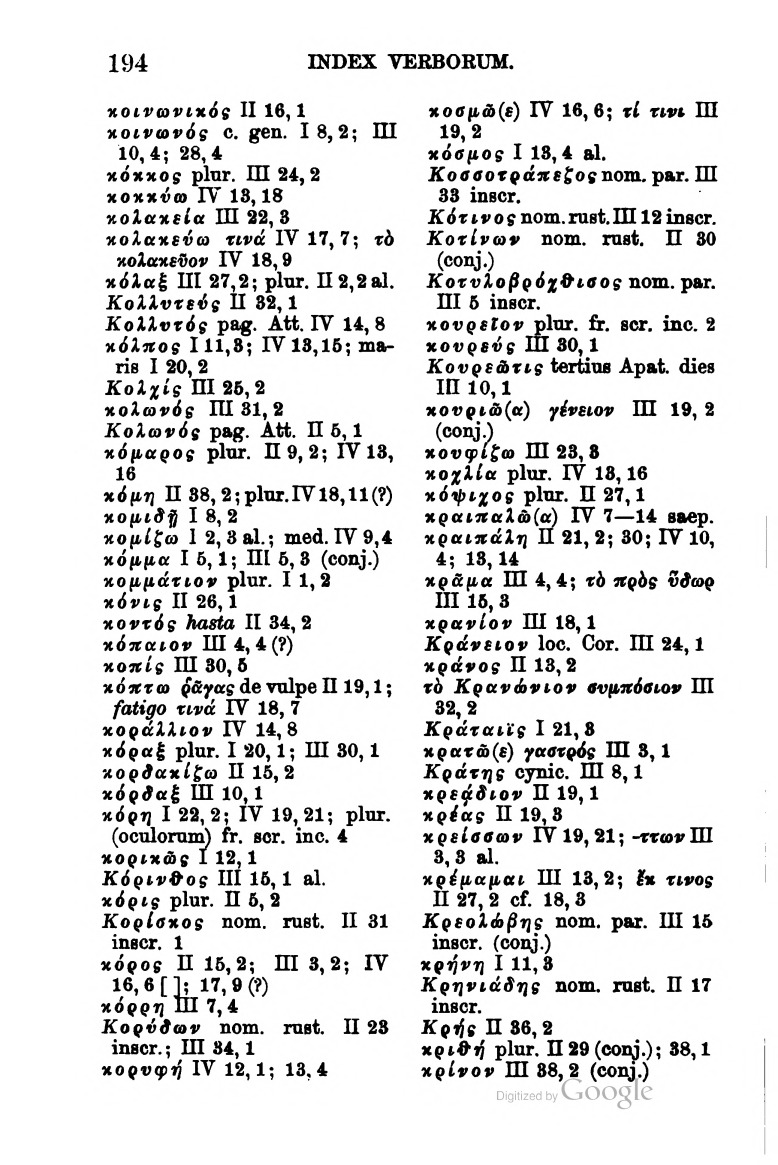 194
INDEX VERBORUM.
κοινωνικός II 16, 1
κοινωνός c. gen. I 8, 2; III
10, 4; 28, 4
κόκκος plur. III 24, 2
κοκκύω IV 13, 18
κολακεία III 22, 3
κολακεύω τινά IV 17, 7; τὸ
κολακεῦον IV 18, 9
κόλαξ III 27, 2; plur. II 2, 2 al.
Κολλυτεύς II 32, 1
Κολλυτός pag. Att. IV 14, 8
κόλπος I 11, 3; IV 13, 15; ma-
ris I 20, 2
Κολχίς III 25, 2
κολωνός III 31, 2
Κολωνός pag. Att. II 5, 1
κόμαρος plur. II 9, 2; IV 13,
16
κόμη II 38, 2; plur. IV 18, 11 (?)
κομιδῇ I 8, 2
κομίζω I 2, 3 al.; med. IV 9, 4
κόμμα I 5, 1; III 5, 3 (conj.)
κομμάτιον plur. I 1, 2
κόνις II 26, 1
κοντός hasta II 34, 2
κόπαιον III 4, 4 (?)
κοπίς III 30, 5
κόπτω ῥᾶγας de vulpe II 19, 1;
fatigo τινά IV 18, 7
κοράλλιον IV 14, 8
κόραξ plur. I 20, 1; III 30, 1
κορδακίζω II 15, 2
κόρδαξ III 10, 1
κόρη I 22, 2; IV 19, 21; plur.
(oculorum) fr. scr. inc. 4
κορικῶς I 12, 1
Κόρινθος III 15, 1 al.
κόρις plur. II 5, 2
Κορίσκος nom. rust. II 31
inscr. 1
κόρος II 15, 2; III 3, 2; IV
16, 6 [ ]; 17, 9 (?)
κόρρη III 7, 4
Κορύδων nom. rust. II 23
inscr.; III 34, 1
κορυφή IV 12, 1; 13, 4
κοσμῶ(ε) IV 16, 6; τί τινι III
19, 2
κόσμος I 13, 4 al.
Κοσσοτράπεζος nom. par. III
33 inscr.
Κότινος nom. rust. III 12 inscr.
Κοτίνων nom. rust. II 30
(conj.)
Κοτυλοβρόχθισος nom. par.
III 5 inscr.
κουρεῖον plur. fr. scr. inc. 2
κουρεύς III 30, 1
Κουρεῶτις tertius Apat. dies
III 10, 1
κουριῶ(α) γένειον III 19, 2
(conj.)
κουφίζω III 23, 3
κοχλία plur. IV 13, 16
κόψιχος plur. II 27, 1
κραιπαλῶ(α) IV 7—14 saep.
κραιπάλη II 21, 2; 30; IV 10,
4; 13, 14
κρᾶμα III 4, 4; τὸ πρὸς ὕδωρ
III 15, 3
κρανίον III 18, 1
Κράνειον loc. Cor. III 24, 1
κράνος II 13, 2
τὸ Κρανώνιον συμπόσιον III
32, 2
Κράταιϊς I 21, 3
κρατῶ(ε) γαστρός III 3, 1
Κράτης cynic. III 8, 1
κρεᾴδιον II 19, 1
κρέας II 19, 3
κρείσσων IV 19, 21; -ττων III
3, 3 al.
κρέμαμαι III 13, 2; ἔκ τινος
II 27, 2 cf. 18, 3
Κρεολώβης nom. par. III 15
inscr. (conj.)
κρήνη I 11, 3
Κρηνιάδης nom. rust. II 17
inscr.
Κρής II 36, 2
κριθή plur. II 29 (conj.); 38, 1
κρίνον III 38, 2 (conj.)
Digitized by Google